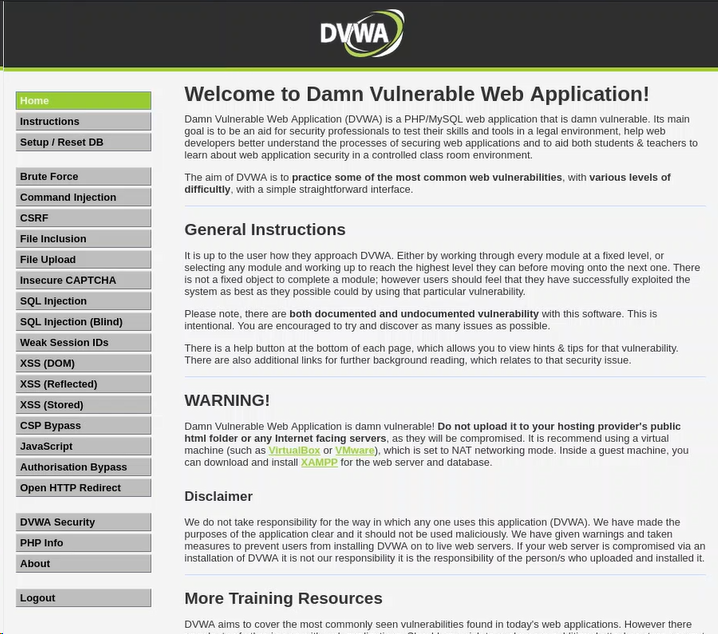 DVWA
Home
Instructions
Setup / Reset DB
Brute Force
Command Injection
CSRF
File Inclusion
File Upload
Insecure CAPTCHA
SQL Injection
SQL Injection (Blind)
Weak Session IDs
XSS (DOM)
XSS (Reflected)
XSS (Stored)
CSP Bypass
JavaScript
Authorisation Bypass
Open HTTP Redirect
DVWA Security
PHP Info
About
Logout
Welcome to Damn Vulnerable Web Application!
Damn Vulnerable Web Application (DVWA) is a PHP/MySQL web application that is damn vulnerable. Its main
goal is to be an aid for security professionals to test their skills and tools in a legal environment, help web
developers better understand the processes of securing web applications and to aid both students & teachers to
learn about web application security in a controlled class room environment.
The aim of DVWA is to practice some of the most common web vulnerabilities, with various levels of
difficultly, with a simple straightforward interface.
General Instructions
It is up to the user how they approach DVWA. Either by working through every module at a fixed level, or
selecting any module and working up to reach the highest level they can before moving onto the next one. There
is not a fixed object to complete a module; however users should feel that they have successfully exploited the
system as best as they possible could by using that particular vulnerability.
Please note, there are both documented and undocumented vulnerability with this software. This is
intentional. You are encouraged to try and discover as many issues as possible.
There is a help button at the bottom of each page, which allows you to view hints & tips for that vulnerability.
There are also additional links for further background reading, which relates to that security issue.
WARNING!
Damn Vulnerable Web Application is damn vulnerable! Do not upload it to your hosting provider's public
html folder or any Internet facing servers, as they will be compromised. It is recommend using a virtual
machine (such as VirtualBox or VMware), which is set to NAT networking mode. Inside a guest machine, you
can download and install XAMPP for the web server and database.
Disclaimer
We do not take responsibility for the way in which any one uses this application (DVWA). We have made the
purposes of the application clear and it should not be used maliciously. We have given warnings and taken
measures to prevent users from installing DVWA on to live web servers. If your web server is compromised via an
installation of DVWA it is not our responsibility it is the responsibility of the person/s who uploaded and installed it.
More Training Resources
DVWA aims to cover the most commonly seen vulnerabilities found in today's web applications. However there